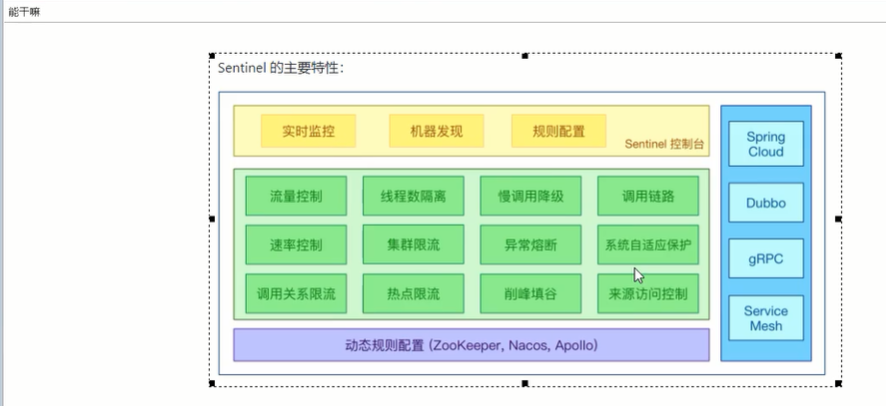 能干嘛
Sentinel 的主要特性:
实时监控
机器发现
规则配置
Sentinel 控制台
流量控制
线程数隔离
慢调用降级
调用链路
速率控制
集群限流
异常熔断
系统自适应保护
调用关系限流
热点限流
削峰填谷
来源访问控制
动态规则配置 (ZooKeeper, Nacos, Apollo)
Spring
Cloud
Dubbo
gRPC
Service
Mesh